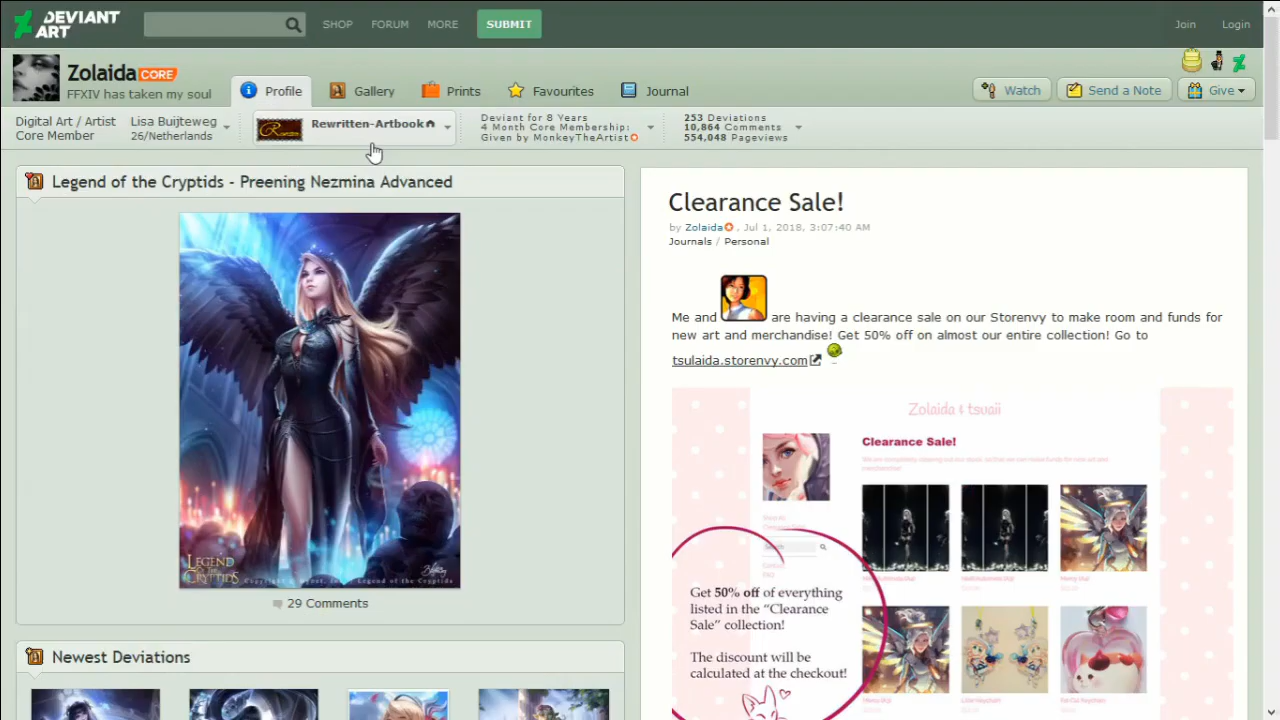 DEVIANT ART
SHOP FORUM MORE SUBMIT Join Login
Zolaida CORE
FFXIV has taken my soul
Profile Gallery Prints Favourites Journal Watch Send a Note Give
Digital Art / Artist
Core Member
Lisa Buijteweg
26/Netherlands
Rewritten-Artbook
Deviant for 8 Years
4 Month Core Membership:
Given by MonkeyTheArtist
253 Deviations
10,864 Comments
554,048 Pageviews
Legend of the Cryptids - Preening Nezmina Advanced
LEGEND
OF THE
CRYPTIDS
29 Comments
Newest Deviations
Clearance Sale!
by Zolaida , Jul 1, 2018, 3:07:40 AM
Journals / Personal
Me and are having a clearance sale on our Storenvy to make room and funds for
new art and merchandise! Get 50% off on almost our entire collection! Go to
tsulaida.storenvy.com
Zolaida & tsuaii
Clearance Sale!
Get 50% off of everything
listed in the “Clearance
Sale” collection!
The discount will be
calculated at the checkout!